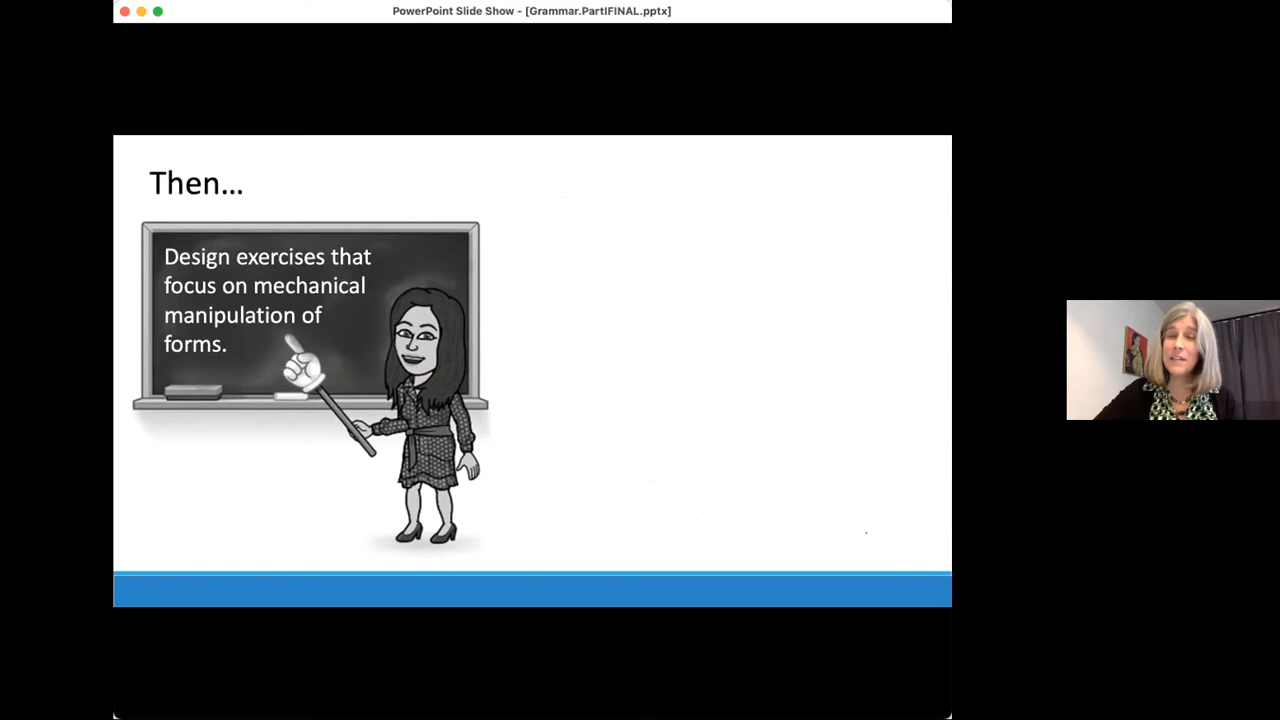 PowerPoint Slide Show - [Grammar.PartIFINAL.pptx]
Then...
Design exercises that
focus on mechanical
manipulation of
forms.